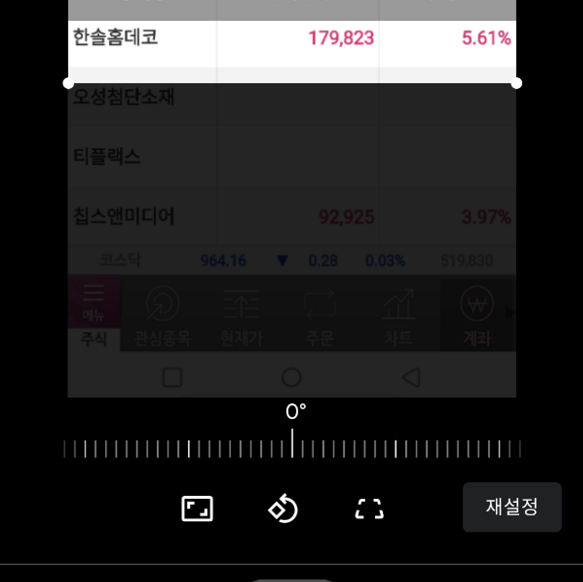 한솔홈데코 179,823 5.61%
오성첨단소재
티플랙스
칩스앤미디어 92,925 3.97%
코스닥 964.16 ▼ 0.28 0.03% 519,830
메뉴
주식 관심종목 현재가 주문 차트 계좌
0°
재설정